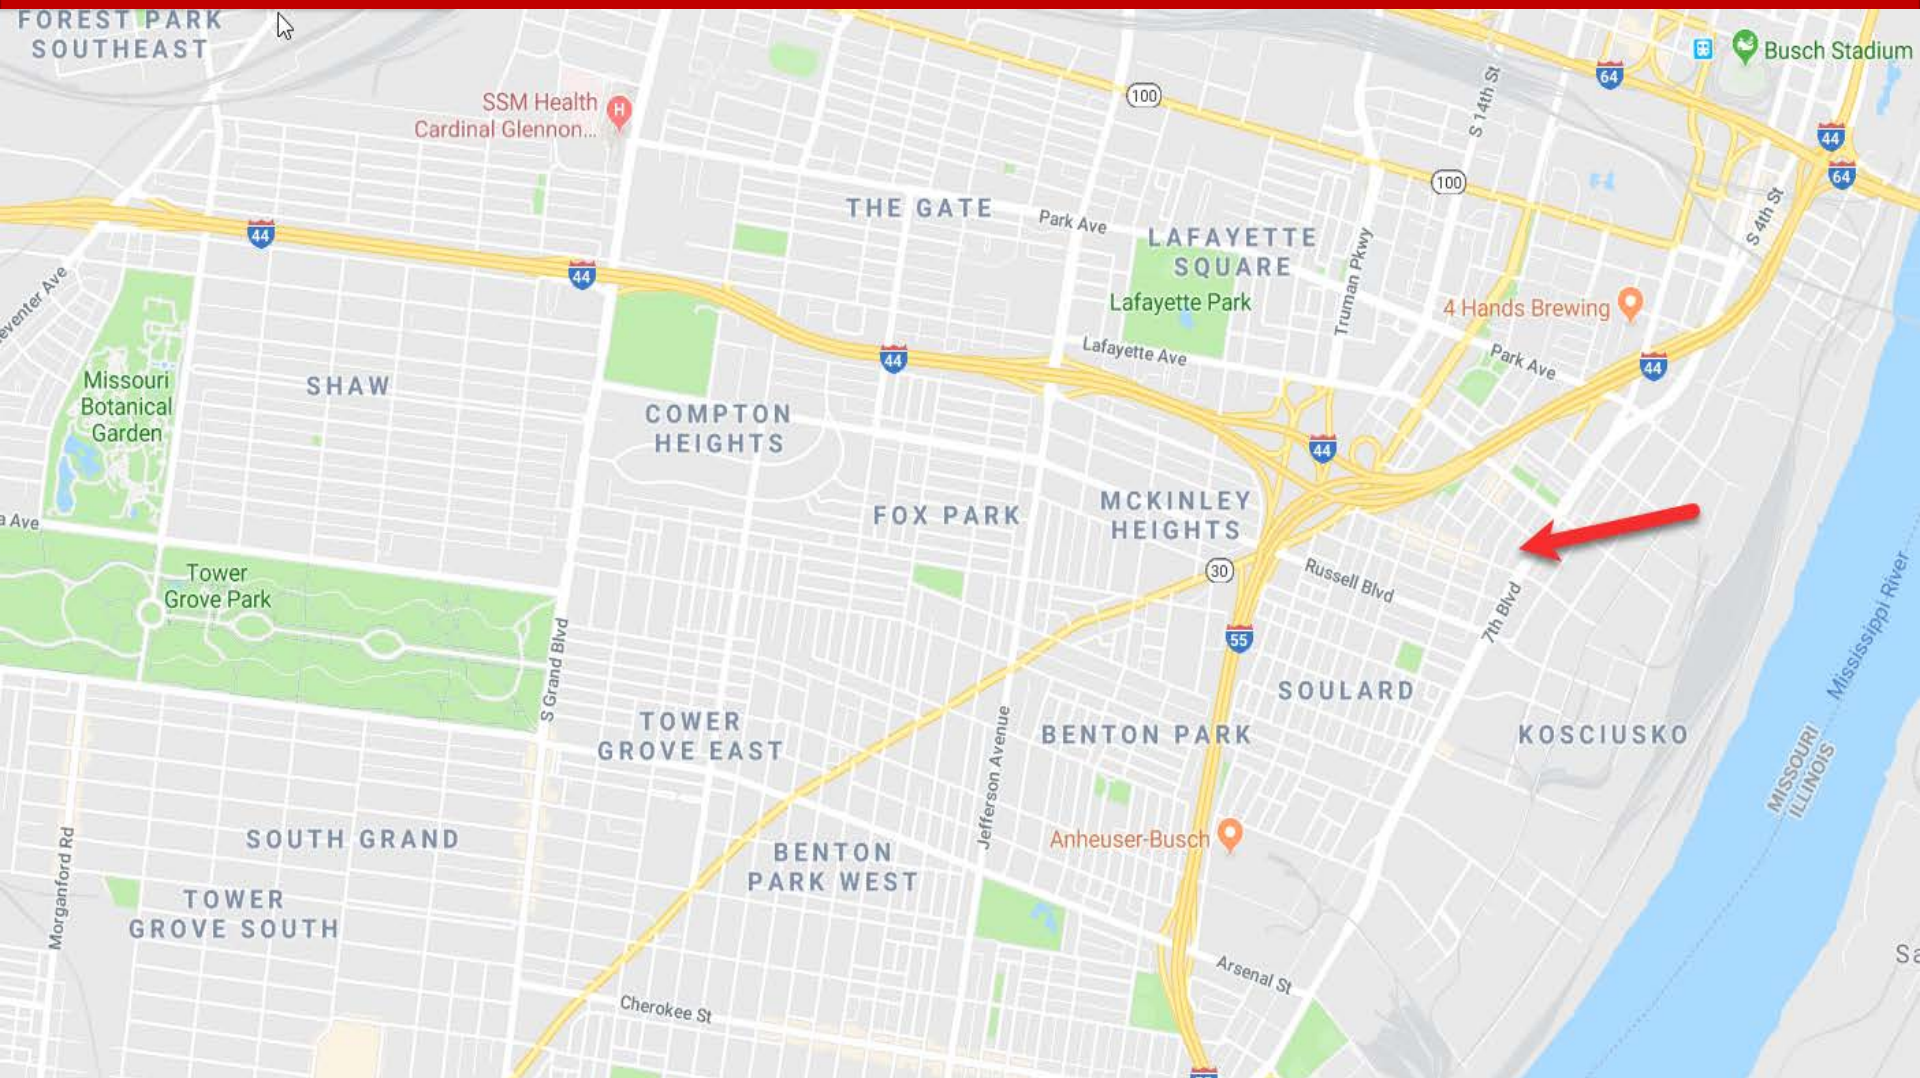 FOREST PARK
SOUTHEAST
Busch Stadium
64
SSM Health
Cardinal Glennon...
H
100
44
100
64
S 14th St
THE GATE
Park Ave
LAFAYETTE
SQUARE
S 4th St
44
44
Lafayette Park
Truman Pkwy
4 Hands Brewing
Lafayette Ave
Park Ave
44
44
Missouri
Botanical
Garden
SHAW
COMPTON
HEIGHTS
44
FOX PARK
MCKINLEY
HEIGHTS
eventer Ave
a Ave
Tower
Grove Park
30
Russell Blvd
7th Blvd
Mississippi River
55
S Grand Blvd
SOULARD
TOWER
GROVE EAST
Jefferson Avenue
BENTON PARK
KOSCIUSKO
MISSOURI
ILLINOIS
SOUTH GRAND
Anheuser-Busch
BENTON
PARK WEST
Morganford Rd
TOWER
GROVE SOUTH
Arsenal St
Cherokee St
Sa